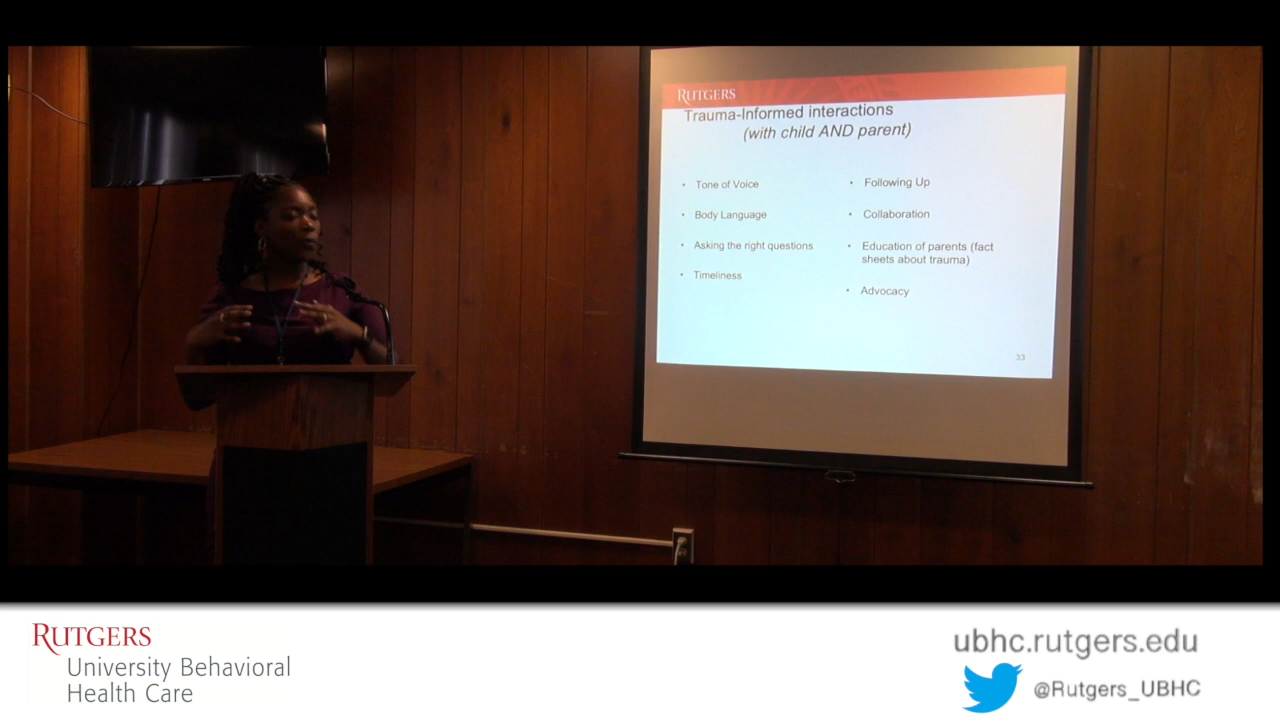 RUTGERS
Trauma-Informed interactions
(with child AND parent)
• Tone of Voice
• Body Language
• Asking the right questions
• Timeliness
• Following Up
• Collaboration
• Education of parents (fact
sheets about trauma)
• Advocacy
33
RUTGERS
University Behavioral
Health Care
ubhc.rutgers.edu
@Rutgers_UBHC